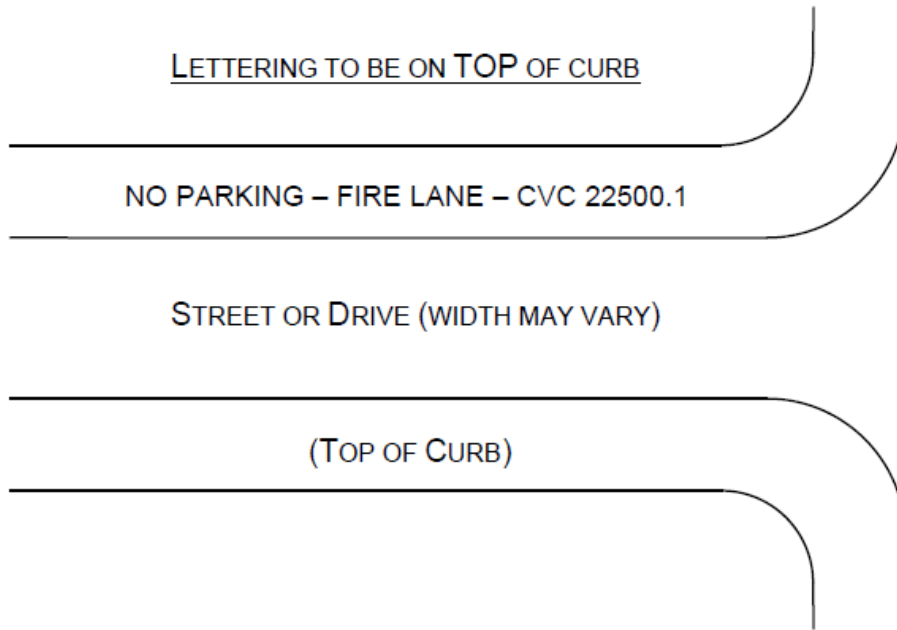 LETTERING TO BE ON TOP OF CURB
NO PARKING – FIRE LANE – CVC 22500.1
STREET OR DRIVE (WIDTH MAY VARY)
(TOP OF CURB)